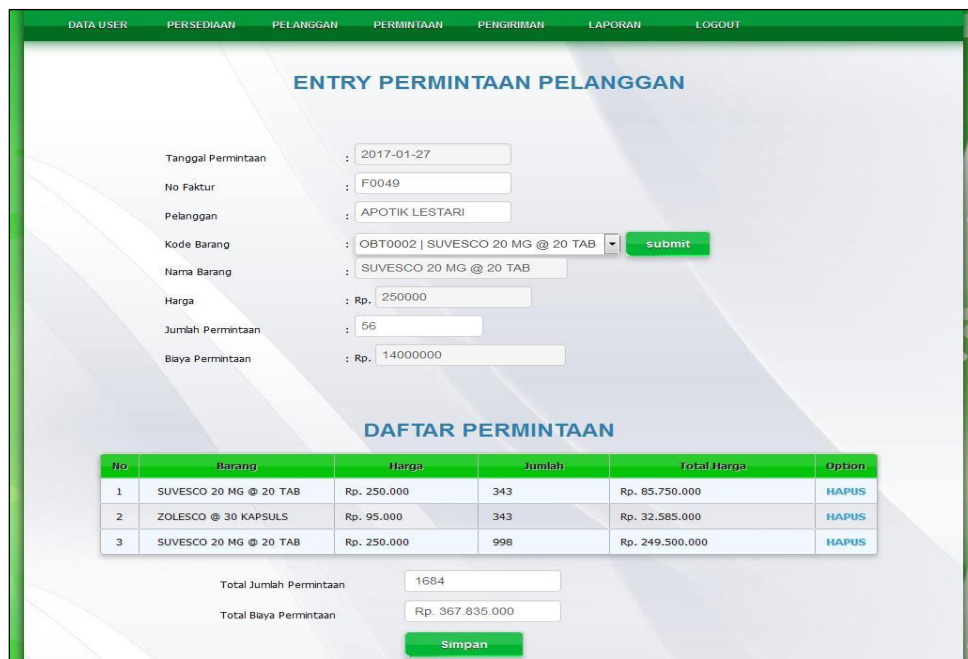 DATA USER PERSEDIAAN PELANGGAN PERMINTAAN PENGIRIMAN LAPORAN LOGOUT
ENTRY PERMINTAAN PELANGGAN
Tanggal Permintaan : 2017-01-27
No Faktur : F0049
Pelanggan : APOTIK LESTARI
Kode Barang : OBT0002 | SUVESCO 20 MG @ 20 TAB submit
Nama Barang : SUVESCO 20 MG @ 20 TAB
Harga : Rp. 250000
Jumlah Permintaan : 56
Biaya Permintaan : Rp. 14000000
DAFTAR PERMINTAAN
No Barang Harga Jumlah Total Harga Option
1 SUVESCO 20 MG @ 20 TAB Rp. 250.000 343 Rp. 85.750.000 HAPUS
2 ZOLESCO @ 30 KAPSULS Rp. 95.000 343 Rp. 32.585.000 HAPUS
3 SUVESCO 20 MG @ 20 TAB Rp. 250.000 998 Rp. 249.500.000 HAPUS
Total Jumlah Permintaan 1684
Total Biaya Permintaan Rp. 367.835.000
Simpan